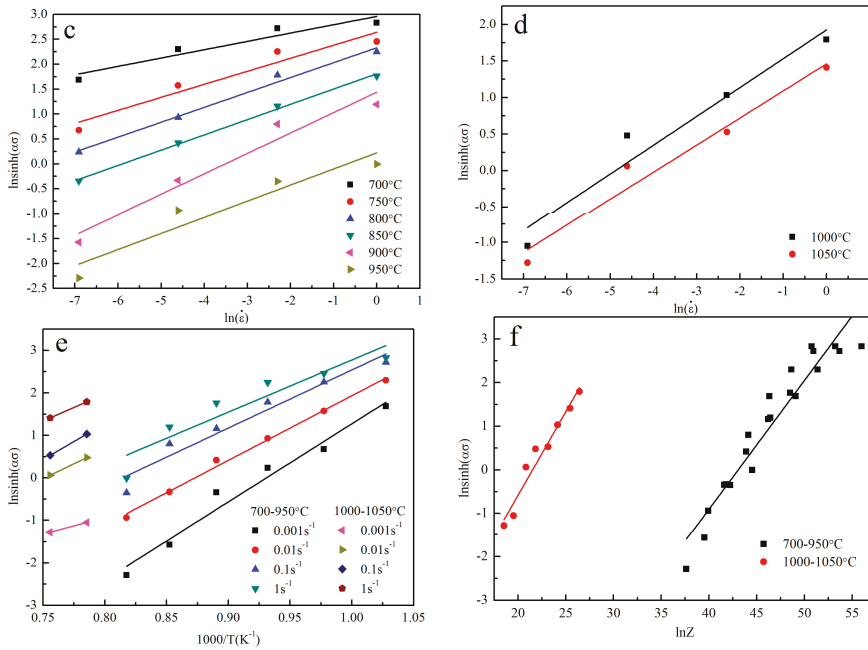 c
3.0
2.5
2.0
1.5
1.0
0.5
0.0
-0.5
-1.0
-1.5
-2.0
-2.5
lnsinh(ασ)
700°C
750°C
800°C
850°C
900°C
950°C
-7 -6 -5 -4 -3 -2 -1 0 1
ln(ε̇)
d
2.0
1.5
1.0
0.5
0.0
-0.5
-1.0
-1.5
lnsinh(ασ)
1000°C
1050°C
-7 -6 -5 -4 -3 -2 -1 0
ln(ε̇)
e
3
2
1
0
-1
-2
-3
lnsinh(ασ)
700-950°C 1000-1050°C
0.001s⁻¹ 0.001s⁻¹
0.01s⁻¹ 0.01s⁻¹
0.1s⁻¹ 0.1s⁻¹
1s⁻¹ 1s⁻¹
0.75 0.80 0.85 0.90 0.95 1.00 1.05
1000/T(K⁻¹)
f
3
2
1
0
-1
-2
-3
lnsinh(ασ)
700-950°C
1000-1050°C
20 25 30 35 40 45 50 55
lnZ